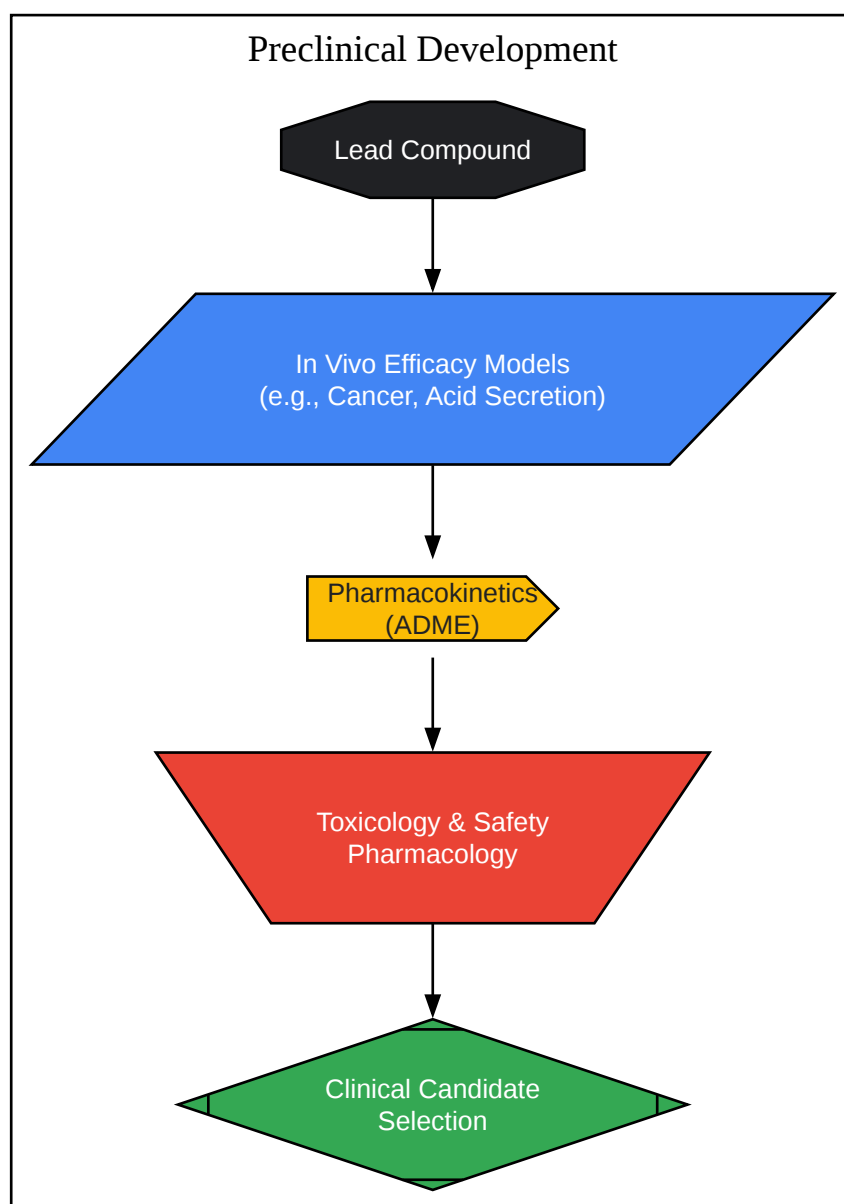 Preclinical Development
Lead Compound
In Vivo Efficacy Models
(e.g., Cancer, Acid Secretion)
Pharmacokinetics
(ADME)
Toxicology & Safety
Pharmacology
Clinical Candidate
Selection